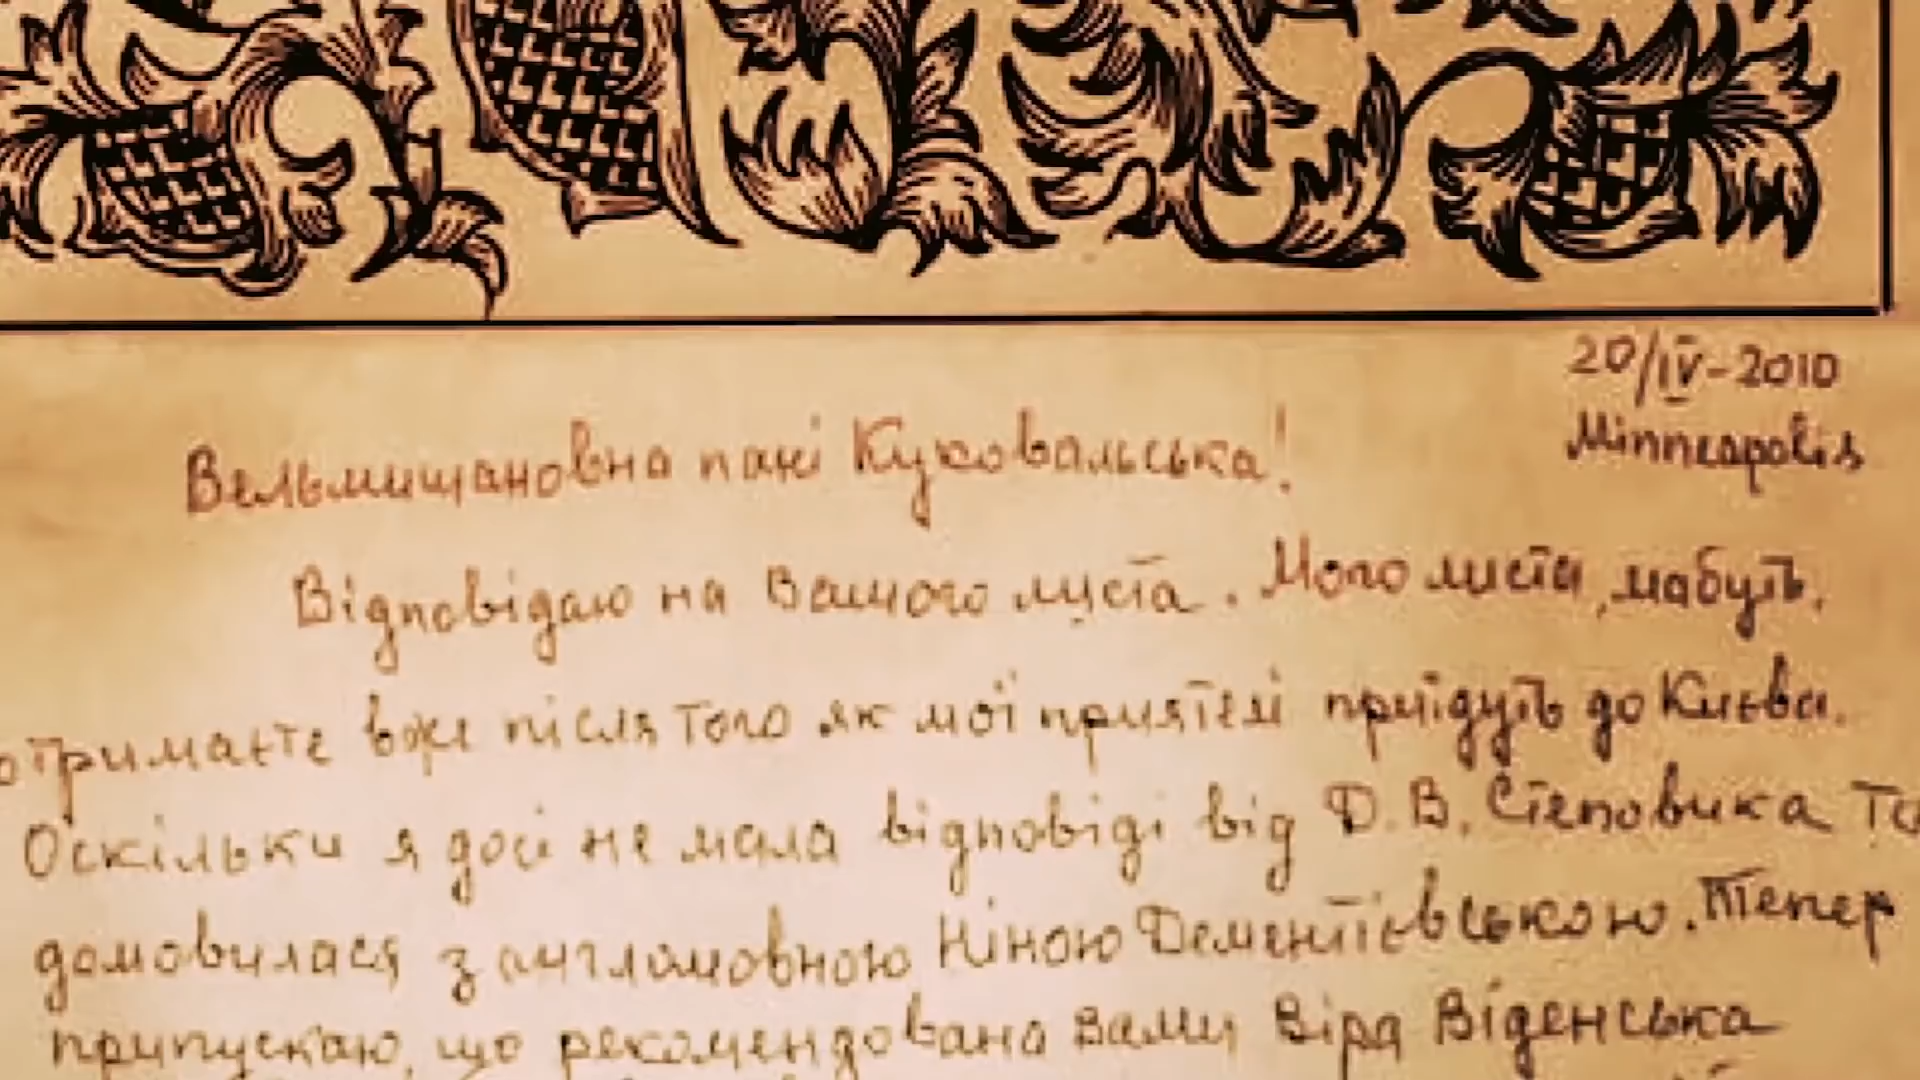 20/IV-2010
Minneapolis
Вельмишановна пані Куковальська!
Відповідаю на Вашого листа. Мого листа, мабуть,
отримаєте вже після того як мої приятелі приїдуть до Києва.
Оскільки я досі не мала відповіді від Д. В. Степовика
домовилася з англомовною Ніною Дементієвською. Тепер
припускаю, що рекомендована вами Віра Віденська